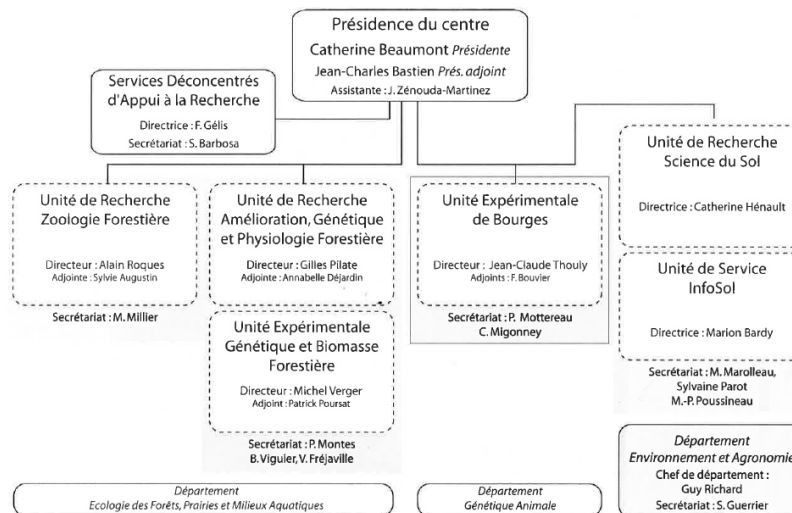 Présidence du centre
Catherine Beaumont Présidente
Jean-Charles Bastien Prés. adjoint
Assistante : J. Zénouda-Martinez
Services Déconcentrés
d'Appui à la Recherche
Directrice : F. Gélis
Secrétariat : S. Barbosa
Unité de Recherche
Zoologie Forestière
Directeur : Alain Roques
Adjointe : Sylvie Augustin
Secrétariat : M. Millier
Unité de Recherche
Amélioration, Génétique
et Physiologie Forestière
Directeur : Gilles Pilate
Adjointe : Annabelle Déjardin
Unité Expérimentale
Génétique et Biomasse
Forestière
Directeur : Michel Verger
Adjoint : Patrick Poursat
Secrétariat : P. Montes
B. Viguier, V. Fréjaville
Unité Expérimentale
de Bourges
Directeur : Jean-Claude Thouly
Adjoints : F. Bouvier
Secrétariat : P. Mottereau
C. Migonney
Unité de Recherche
Science du Sol
Directrice : Catherine Hénault
Unité de Service
InfoSol
Directrice : Marion Bardy
Secrétariat : M. Marolleau,
Sylvaine Parot
M.-P. Poussineau
Département
Ecologie des Forêts, Prairies et Milieux Aquatiques
Département
Génétique Animale
Département
Environnement et Agronomie
Chef de département :
Guy Richard
Secrétariat : S. Guerrier